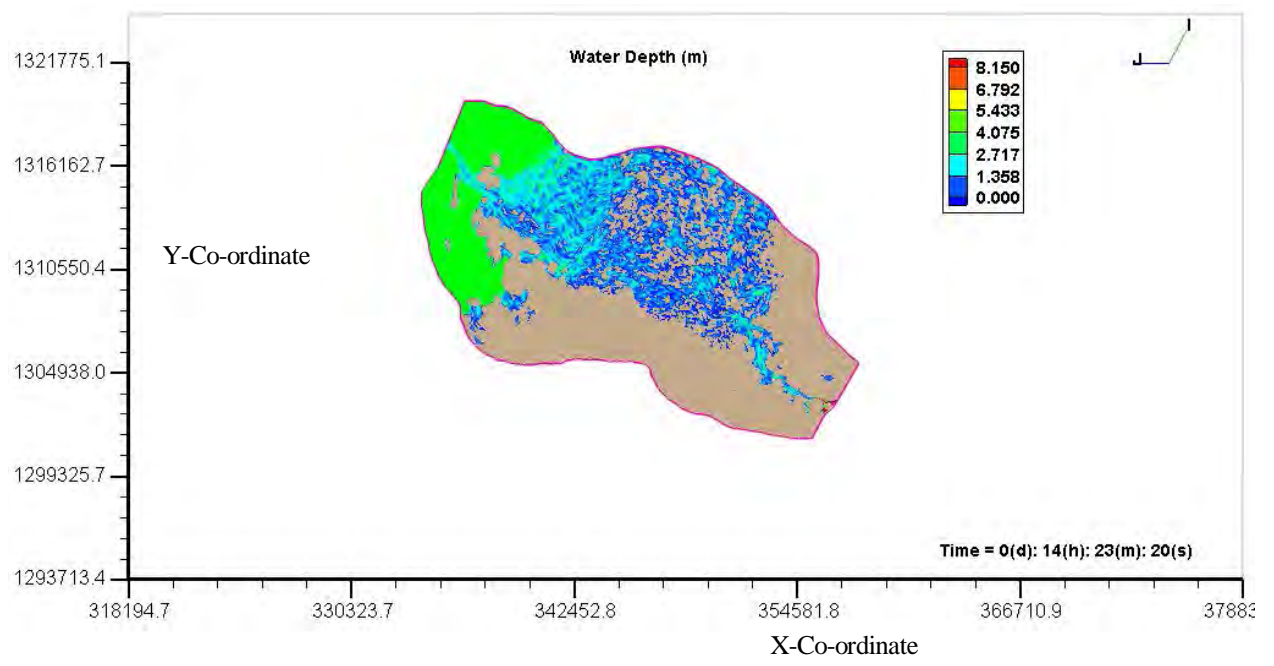 Water Depth (m)
I
J
8.150
6.792
5.433
4.075
2.717
1.358
0.000
1321775.1
1316162.7
1310550.4
1304938.0
1299325.7
1293713.4
Y-Co-ordinate
Time = 0(d): 14(h): 23(m): 20(s)
318194.7 330323.7 342452.8 354581.8 366710.9 37883
X-Co-ordinate